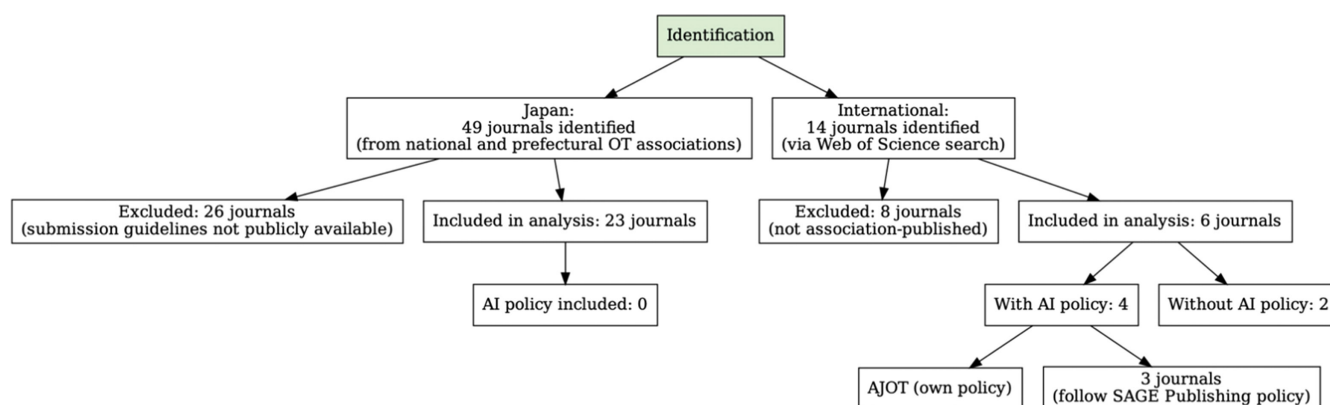 Identification
Japan:
49 journals identified
(from national and prefectural OT associations)
International:
14 journals identified
(via Web of Science search)
Excluded: 26 journals
(submission guidelines not publicly available)
Included in analysis: 23 journals
Excluded: 8 journals
(not association-published)
Included in analysis: 6 journals
AI policy included: 0
With AI policy: 4
Without AI policy: 2
AJOT (own policy)
3 journals
(follow SAGE Publishing policy)